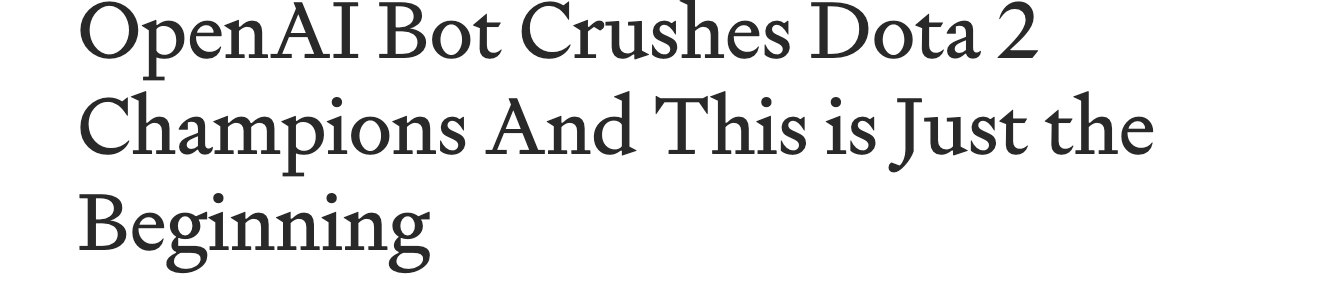 OpenAI Bot Crushes Dota 2
Champions And This is Just the
Beginning